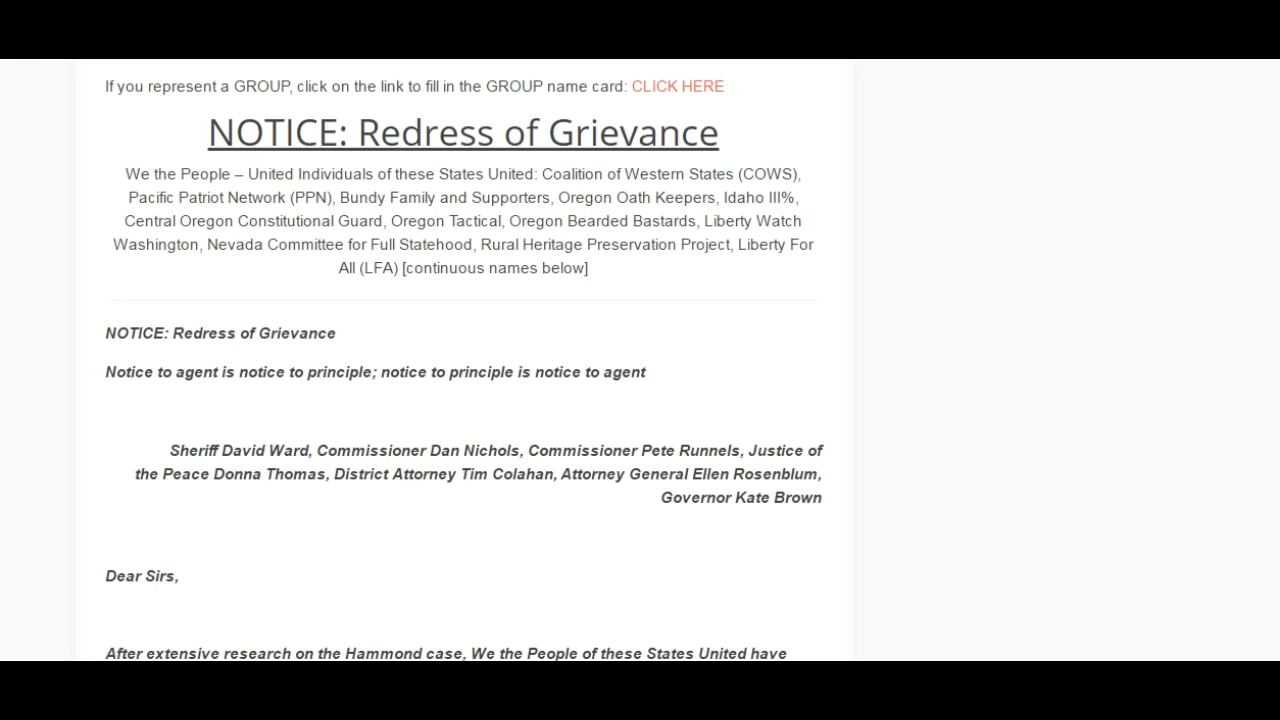 If you represent a GROUP, click on the link to fill in the GROUP name card: CLICK HERE
NOTICE: Redress of Grievance
We the People – United Individuals of these States United: Coalition of Western States (COWS),
Pacific Patriot Network (PPN), Bundy Family and Supporters, Oregon Oath Keepers, Idaho III%,
Central Oregon Constitutional Guard, Oregon Tactical, Oregon Bearded Bastards, Liberty Watch
Washington, Nevada Committee for Full Statehood, Rural Heritage Preservation Project, Liberty For
All (LFA) [continuous names below]
NOTICE: Redress of Grievance
Notice to agent is notice to principle; notice to principle is notice to agent
Sheriff David Ward, Commissioner Dan Nichols, Commissioner Pete Runnels, Justice of
the Peace Donna Thomas, District Attorney Tim Colahan, Attorney General Ellen Rosenblum,
Governor Kate Brown
Dear Sirs,
After extensive research on the Hammond case, We the People of these States United have